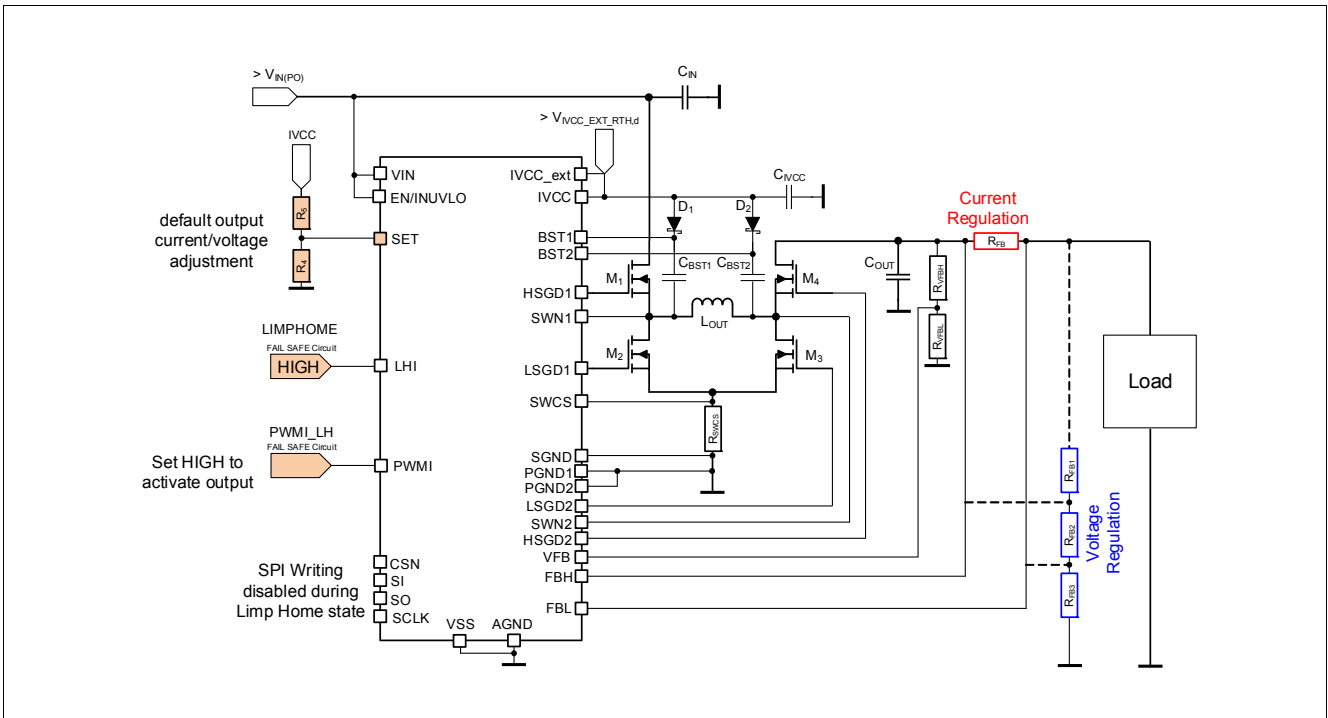 > VIN(PO)
CIN
> VIVCC_EXT_RTH,d
IVCC
VIN
EN/INUVLO
IVCC_ext
IVCC
CIVCC
default output
current/voltage
adjustment
R5
R4
SET
BST1
BST2
D1
D2
CBST1
CBST2
Current
Regulation
RFB
COUT
RVFBH
RVFBL
M1
M4
HSGD1
SWN1
LOUT
LIMPHOME
FAIL SAFE Circuit
HIGH
LHI
M2
M3
LSGD1
Load
SWCS
RSWCS
PWMI_LH
FAIL SAFE Circuit
Set HIGH to
activate output
PWMI
SGND
PGND1
PGND2
LSGD2
SWN2
HSGD2
VFB
FBH
FBL
RFB1
RFB2
RFB3
Voltage
Regulation
SPI Writing
disabled during
Limp Home state
CSN
SI
SO
SCLK
VSS
AGND